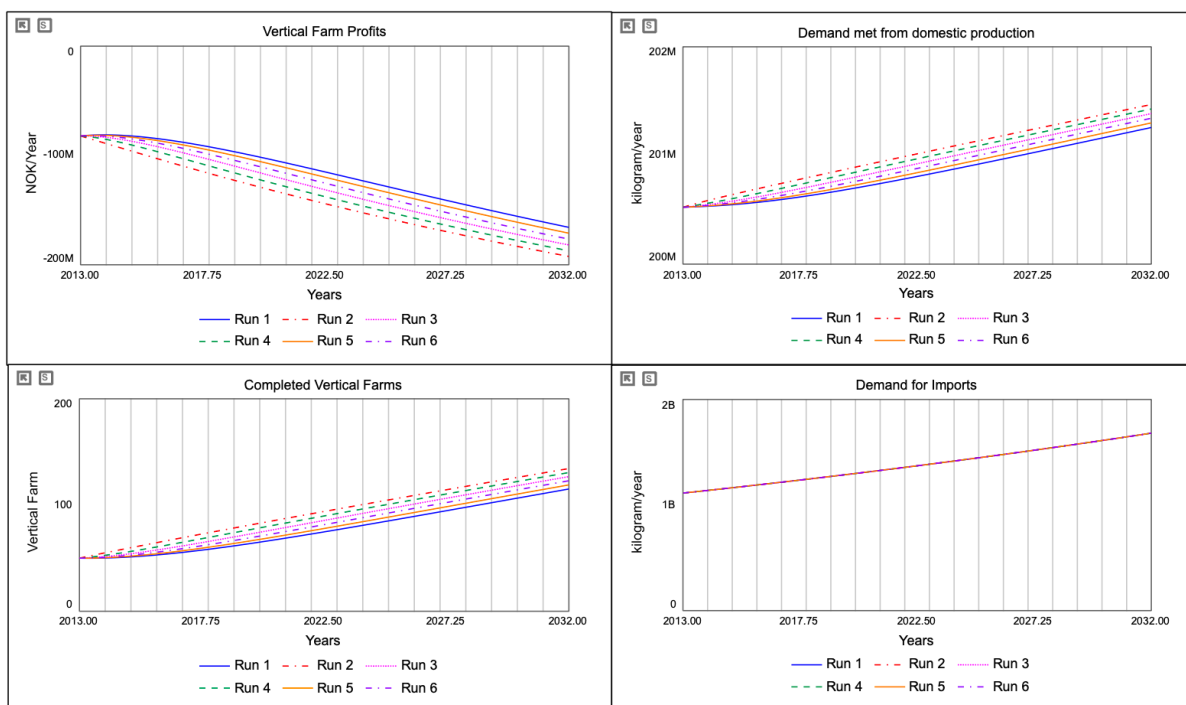 S
Vertical Farm Profits
0
-100M
-200M
NOK/Year
2013.00 2017.75 2022.50 2027.25 2032.00
Years
Run 1 Run 2 Run 3
Run 4 Run 5 Run 6
S
Demand met from domestic production
202M
201M
200M
kilogram/year
2013.00 2017.75 2022.50 2027.25 2032.00
Years
Run 1 Run 2 Run 3
Run 4 Run 5 Run 6
S
Completed Vertical Farms
200
100
0
Vertical Farm
2013.00 2017.75 2022.50 2027.25 2032.00
Years
Run 1 Run 2 Run 3
Run 4 Run 5 Run 6
S
Demand for Imports
2B
1B
0
kilogram/year
2013.00 2017.75 2022.50 2027.25 2032.00
Years
Run 1 Run 2 Run 3
Run 4 Run 5 Run 6